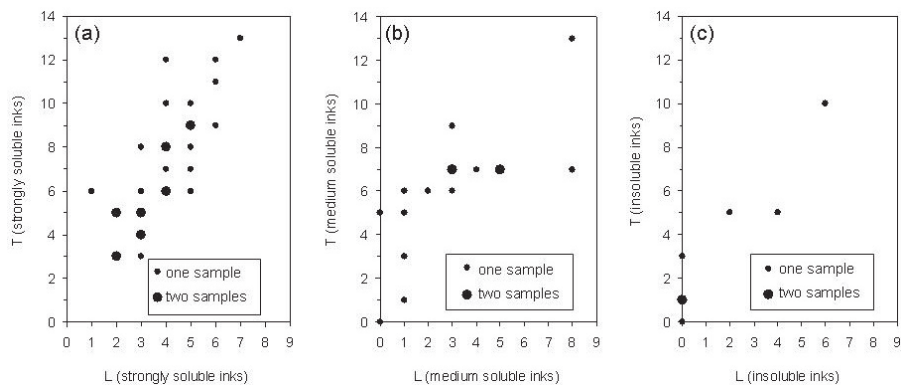 (a)
T (strongly soluble inks)
14
12
10
8
6
4
2
0
one sample
two samples
0 1 2 3 4 5 6 7 8 9
L (strongly soluble inks)
(b)
T (medium soluble inks)
14
12
10
8
6
4
2
0
one sample
two samples
0 1 2 3 4 5 6 7 8 9
L (medium soluble inks)
(c)
T (insoluble inks)
14
12
10
8
6
4
2
0
one sample
two samples
0 1 2 3 4 5 6 7 8 9
L (insoluble inks)